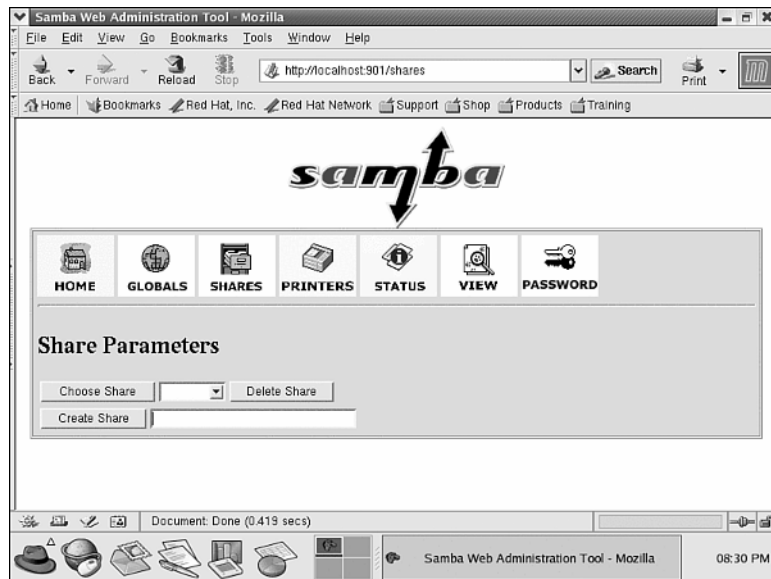 Samba Web Administration Tool - Mozilla
File Edit View Go Bookmarks Tools Window Help
Back Forward Reload Stop http://localhost:901/shares Search Print
Home Bookmarks Red Hat, Inc. Red Hat Network Support Shop Products Training
samba
HOME GLOBALS SHARES PRINTERS STATUS VIEW PASSWORD
Share Parameters
Choose Share Delete Share
Create Share
Document: Done (0.419 secs)
Samba Web Administration Tool - Mozilla 08:30 PM